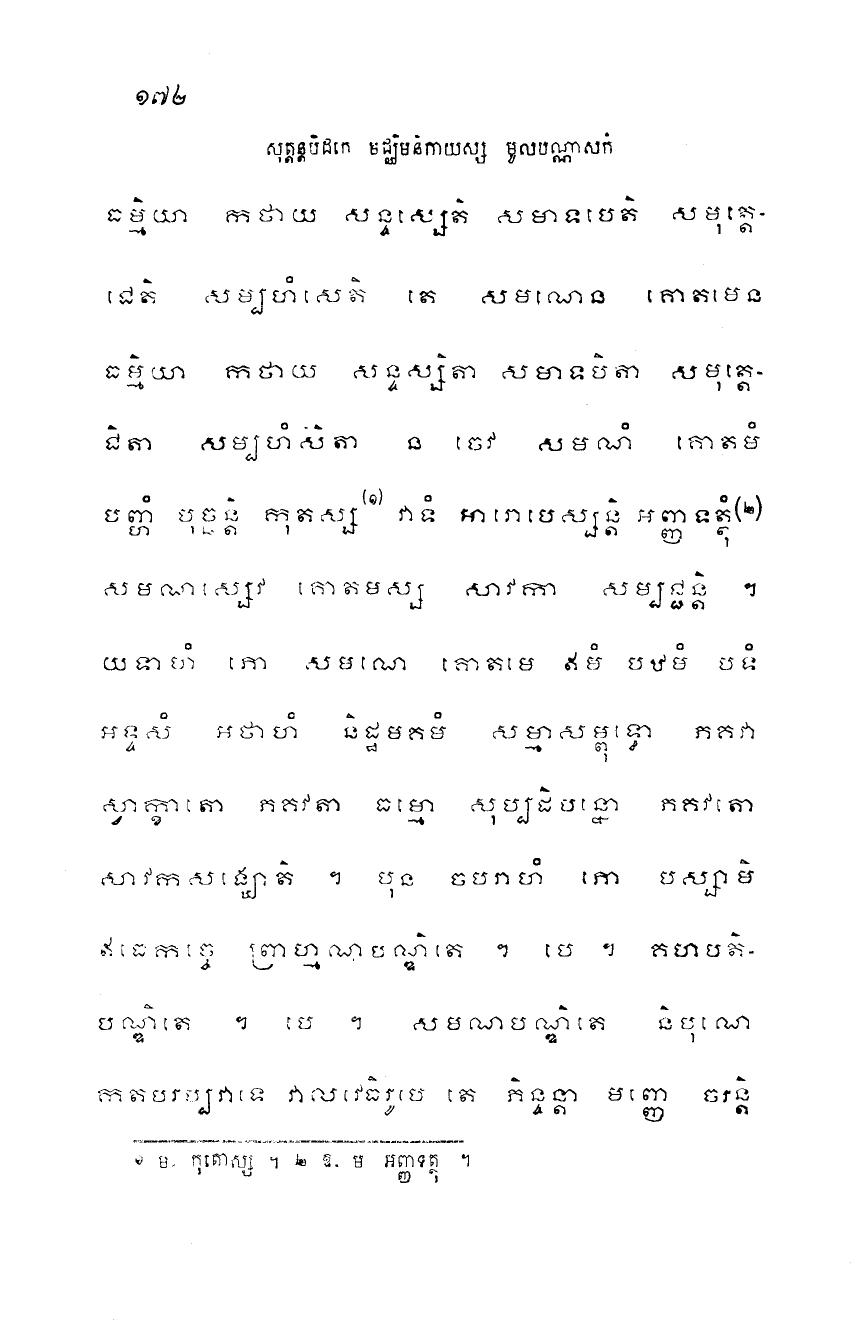 ១៧២
សុត្តន្តបិដកេ មជ្ឈិមនិកាយស្ស មូលបណ្ណាសកំ
ធម្មិយា កថាយ សន្ទស្សេតិ សមាទបេតិ សមុត្តេ-
ជេតិ សម្បហំសេតិ តេ សមណេន គោតមេន
ធម្មិយា កថាយ សន្ទស្សិតា សមាទបិតា សមុត្តេ-
ជិតា សម្បហំសិតា ន ចេវ សមណំ គោតមំ
បញ្ហំ បុច្ឆន្តិ កុតស្ស(១) វាទំ អារោបេស្សន្តិ អញ្ញទត្ថុំ(២)
សមណស្សេវ គោតមស្ស សាវកា សម្បជ្ជន្តិ ។
យទាហំ ភោ សមណេ គោតមេ ឥមំ បឋមំ បទំ
អទ្ទសំ អថាហំ និដ្ឋមគមំ សម្មាសម្ពុទ្ធោ ភគវា
ស្វាក្ខាតោ ភគវតា ធម្មោ សុប្បដិបន្នោ ភគវតោ
សាវកសង្ឃោតិ ។ បុន ចបរាហំ ភោ បស្សាមិ
ឥធេកច្ចេ ព្រាហ្មណបណ្ឌិតេ ។ បេ ។ គហបតិ-
បណ្ឌិតេ ។ បេ ។ សមណបណ្ឌិតេ និបុណេ
កតបរប្បវាទេ វាលវេធិរូបេ តេ ភិន្ទន្តា មញ្ញេ ចរន្តិ
១ ម. កុតោស្ស ។ ២ ឱ. ម អញ្ញទត្ថុ ។